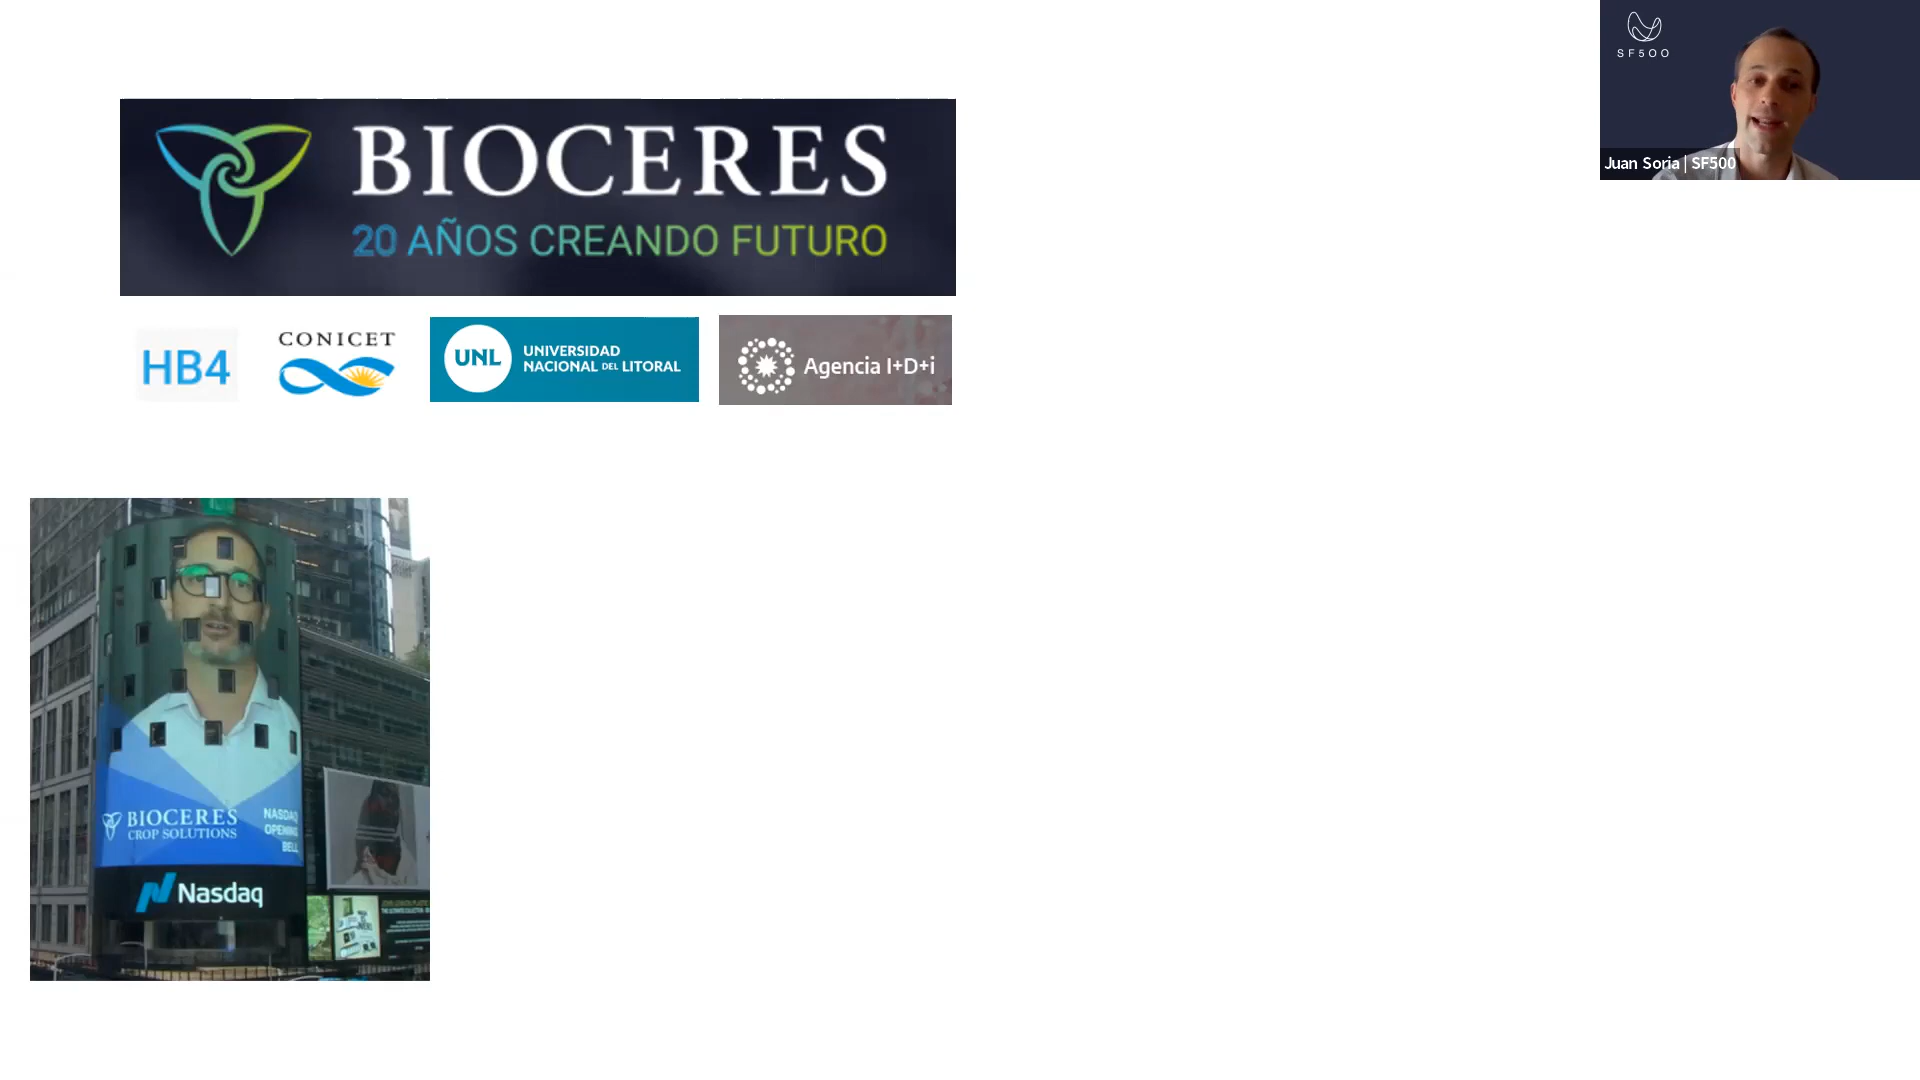 BIOCERES
20 AÑOS CREANDO FUTURO
HB4
CONICET
UNL
UNIVERSIDAD
NACIONAL DEL LITORAL
Agencia I+D+i
SF500
Juan Soria | SF500
BIOCERES
CROP SOLUTIONS
NASDAQ
OPENING
BELL
Nasdaq